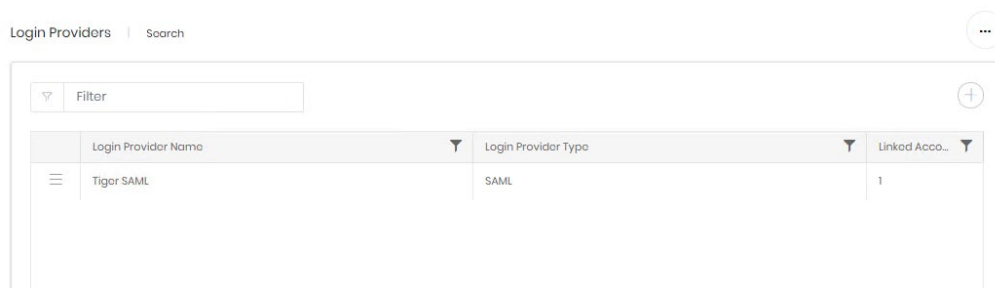 Login Providers | Search
...
Filter
Login Provider Name Login Provider Type Linked Acco...
Tiger SAML SAML 1